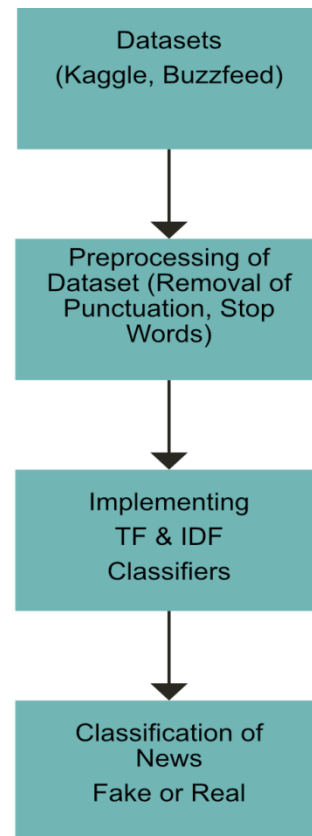 Datasets
(Kaggle, Buzzfeed)
Preprocessing of
Dataset (Removal of
Punctuation, Stop
Words)
Implementing
TF & IDF
Classifiers
Classification of
News
Fake or Real